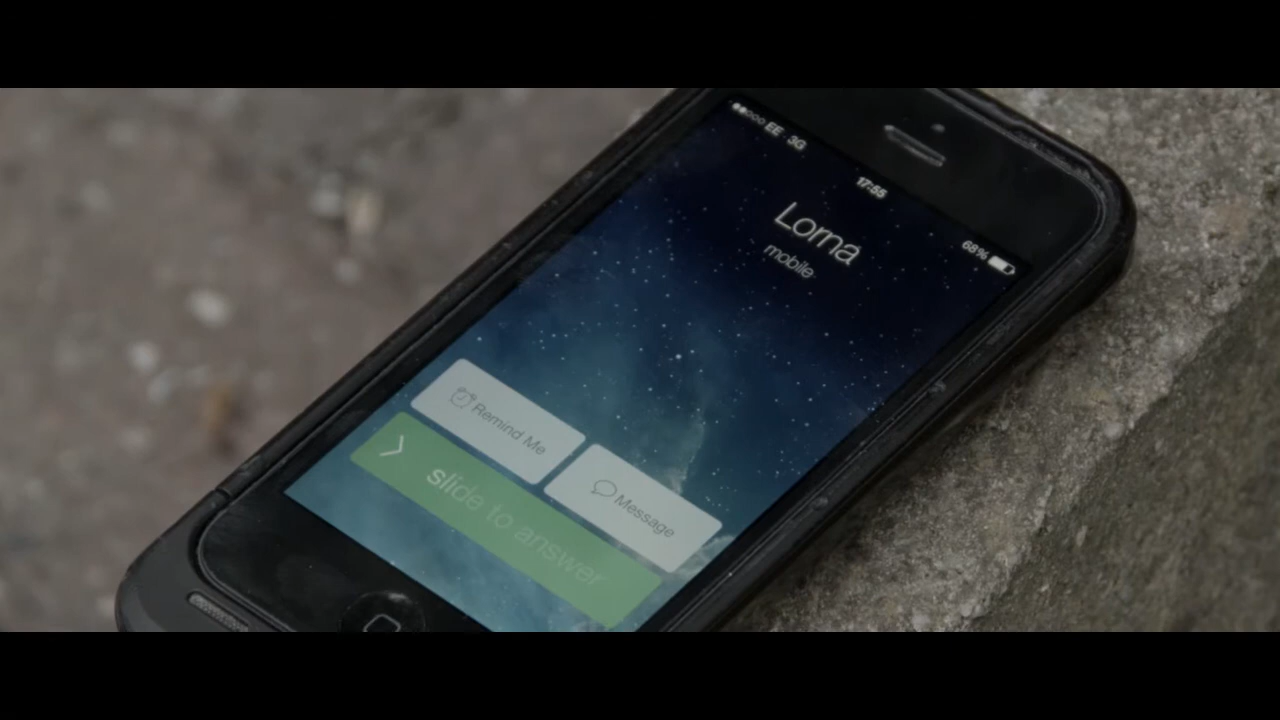 EE 3G
17:55
68%
Lorna
mobile
Remind Me
Message
slide to answer